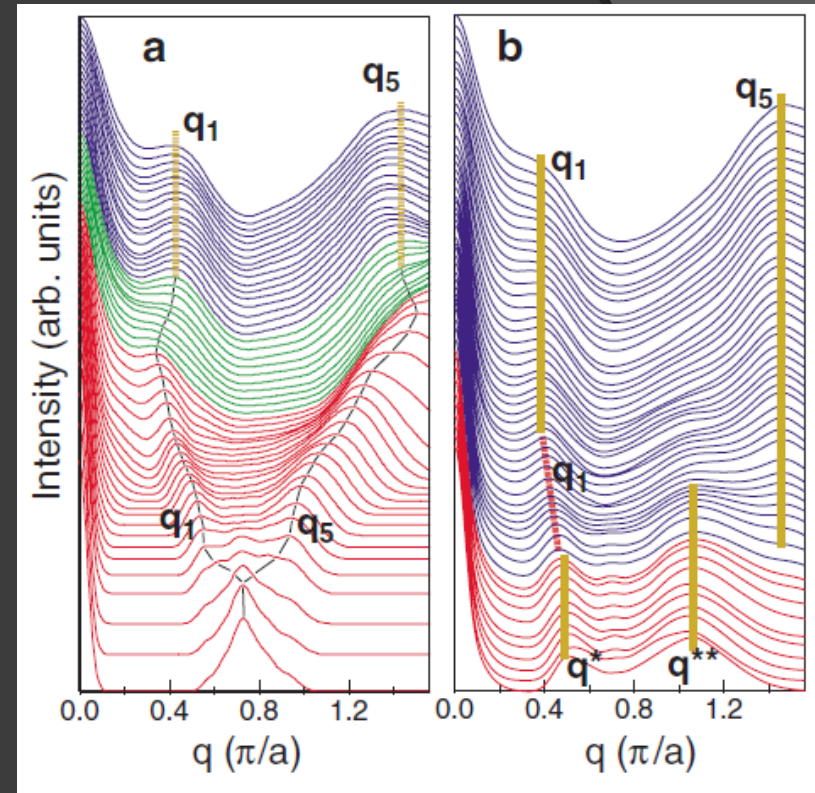 a
b
q₅
q₅
q₁
q₁
Intensity (arb. units)
q₁
q₁
q₅
q*
q**
0.0 0.4 0.8 1.2
0.0 0.4 0.8 1.2
q (π/a)
q (π/a)